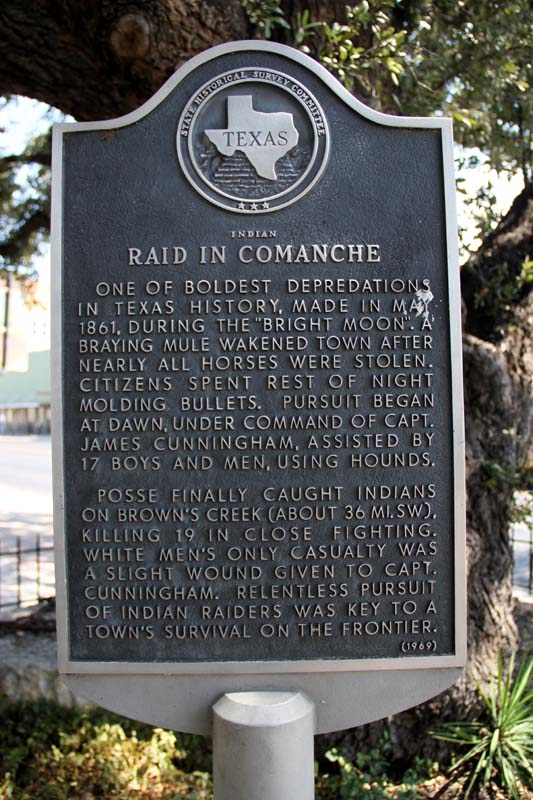 STATE HISTORICAL SURVEY COMMITTEE
TEXAS
INDIAN
RAID IN COMANCHE
ONE OF BOLDEST DEPREDATIONS
IN TEXAS HISTORY, MADE IN MAY
1861, DURING THE "BRIGHT MOON". A
BRAYING MULE WAKENED TOWN AFTER
NEARLY ALL HORSES WERE STOLEN.
CITIZENS SPENT REST OF NIGHT
MOLDING BULLETS. PURSUIT BEGAN
AT DAWN, UNDER COMMAND OF CAPT.
JAMES CUNNINGHAM, ASSISTED BY
17 BOYS AND MEN, USING HOUNDS.
POSSE FINALLY CAUGHT INDIANS
ON BROWN'S CREEK (ABOUT 36 MI. SW),
KILLING 19 IN CLOSE FIGHTING.
WHITE MEN'S ONLY CASUALTY WAS
A SLIGHT WOUND GIVEN TO CAPT.
CUNNINGHAM. RELENTLESS PURSUIT
OF INDIAN RAIDERS WAS KEY TO A
TOWN'S SURVIVAL ON THE FRONTIER.
(1969)